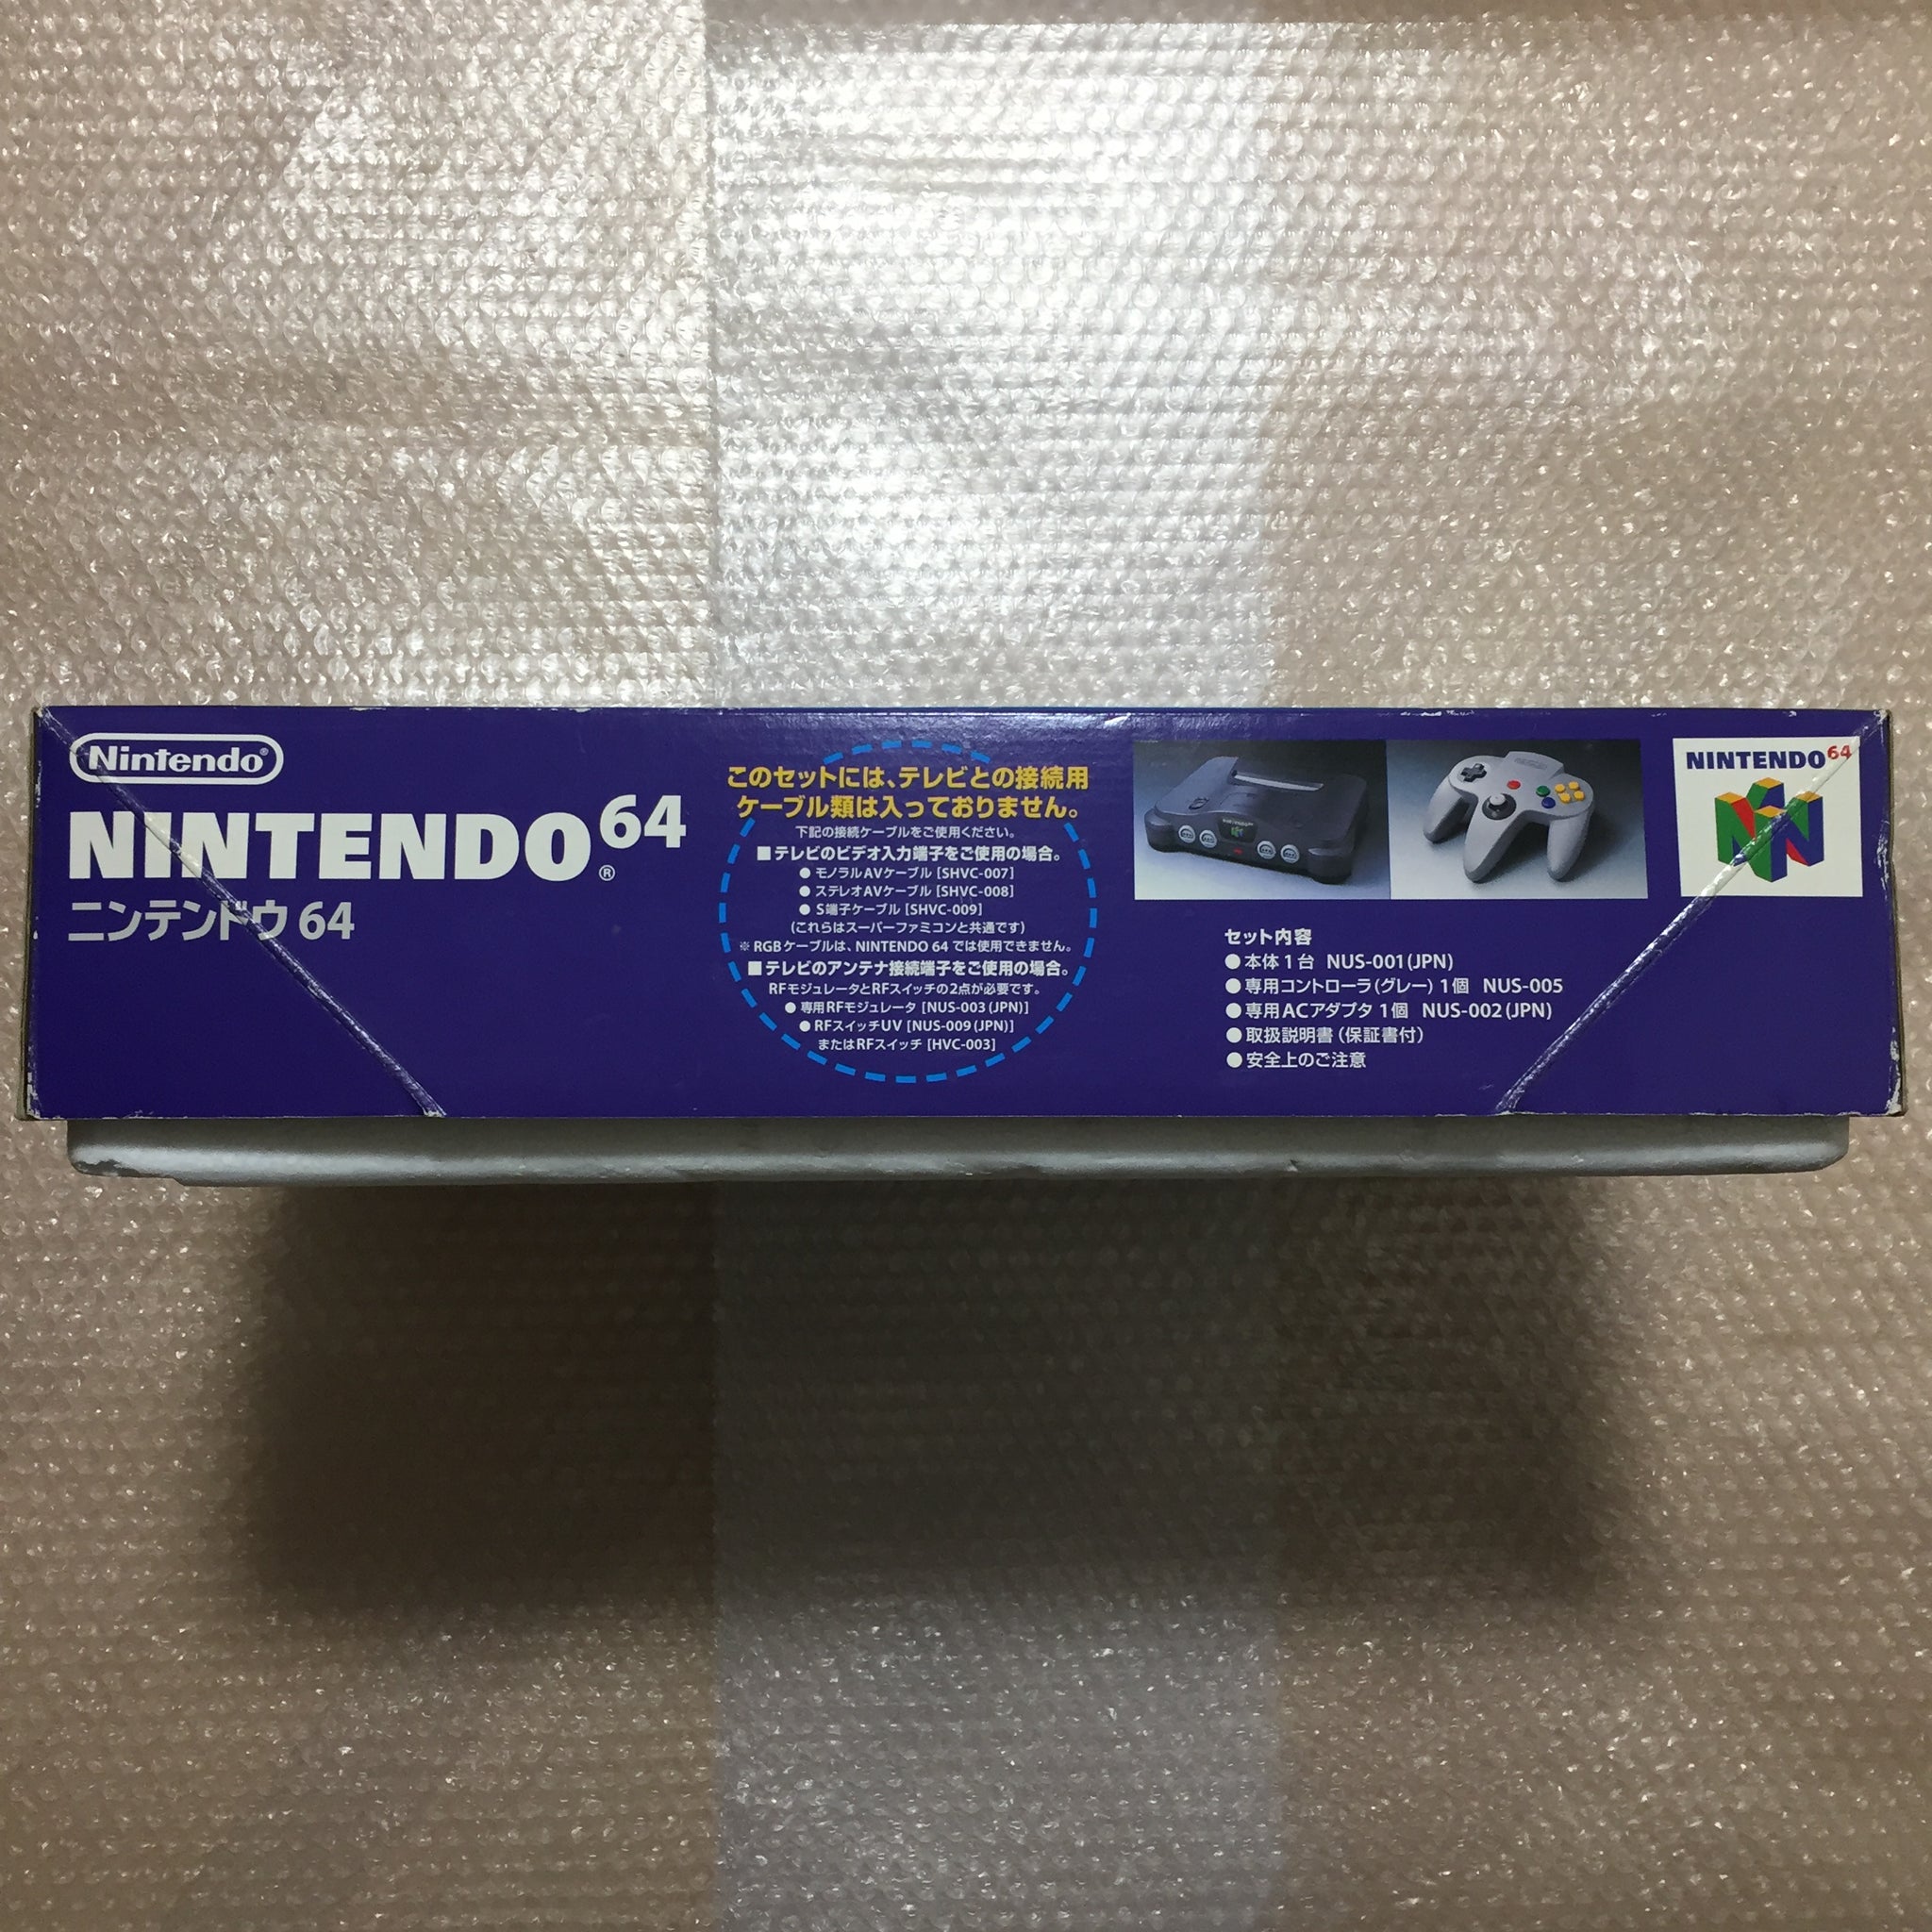 Nintendo®
NINTENDO64®
ニンテンドウ64
このセットには、テレビとの接続用
ケーブル類は入っておりません。
下記の接続ケーブルをご使用ください。
■テレビのビデオ入力端子をご使用の場合。
●モノラルAVケーブル[SHVC-007]
●ステレオAVケーブル[SHVC-008]
●S端子ケーブル[SHVC-009]
(これらはスーパーファミコンと共通です)
※RGBケーブルは、NINTENDO 64 では使用できません。
■テレビのアンテナ接続端子をご使用の場合。
RFモジュレータとRFスイッチの2点が必要です。
●専用RFモジュレータ[NUS-003(JPN)]
●RFスイッチUV[NUS-009(JPN)]
またはRFスイッチ[HVC-003]
セット内容
●本体1台 NUS-001(JPN)
●専用コントローラ(グレー)1個 NUS-005
●専用ACアダプタ 1個 NUS-002(JPN)
●取扱説明書(保証書付)
●安全上のご注意
NINTENDO64